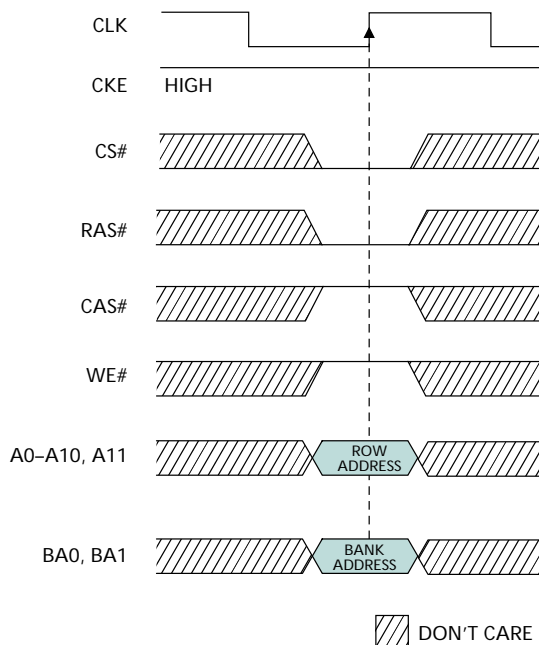 CLK
CKE HIGH
CS#
RAS#
CAS#
WE#
A0–A10, A11
ROW
ADDRESS
BA0, BA1
BANK
ADDRESS
DON'T CARE